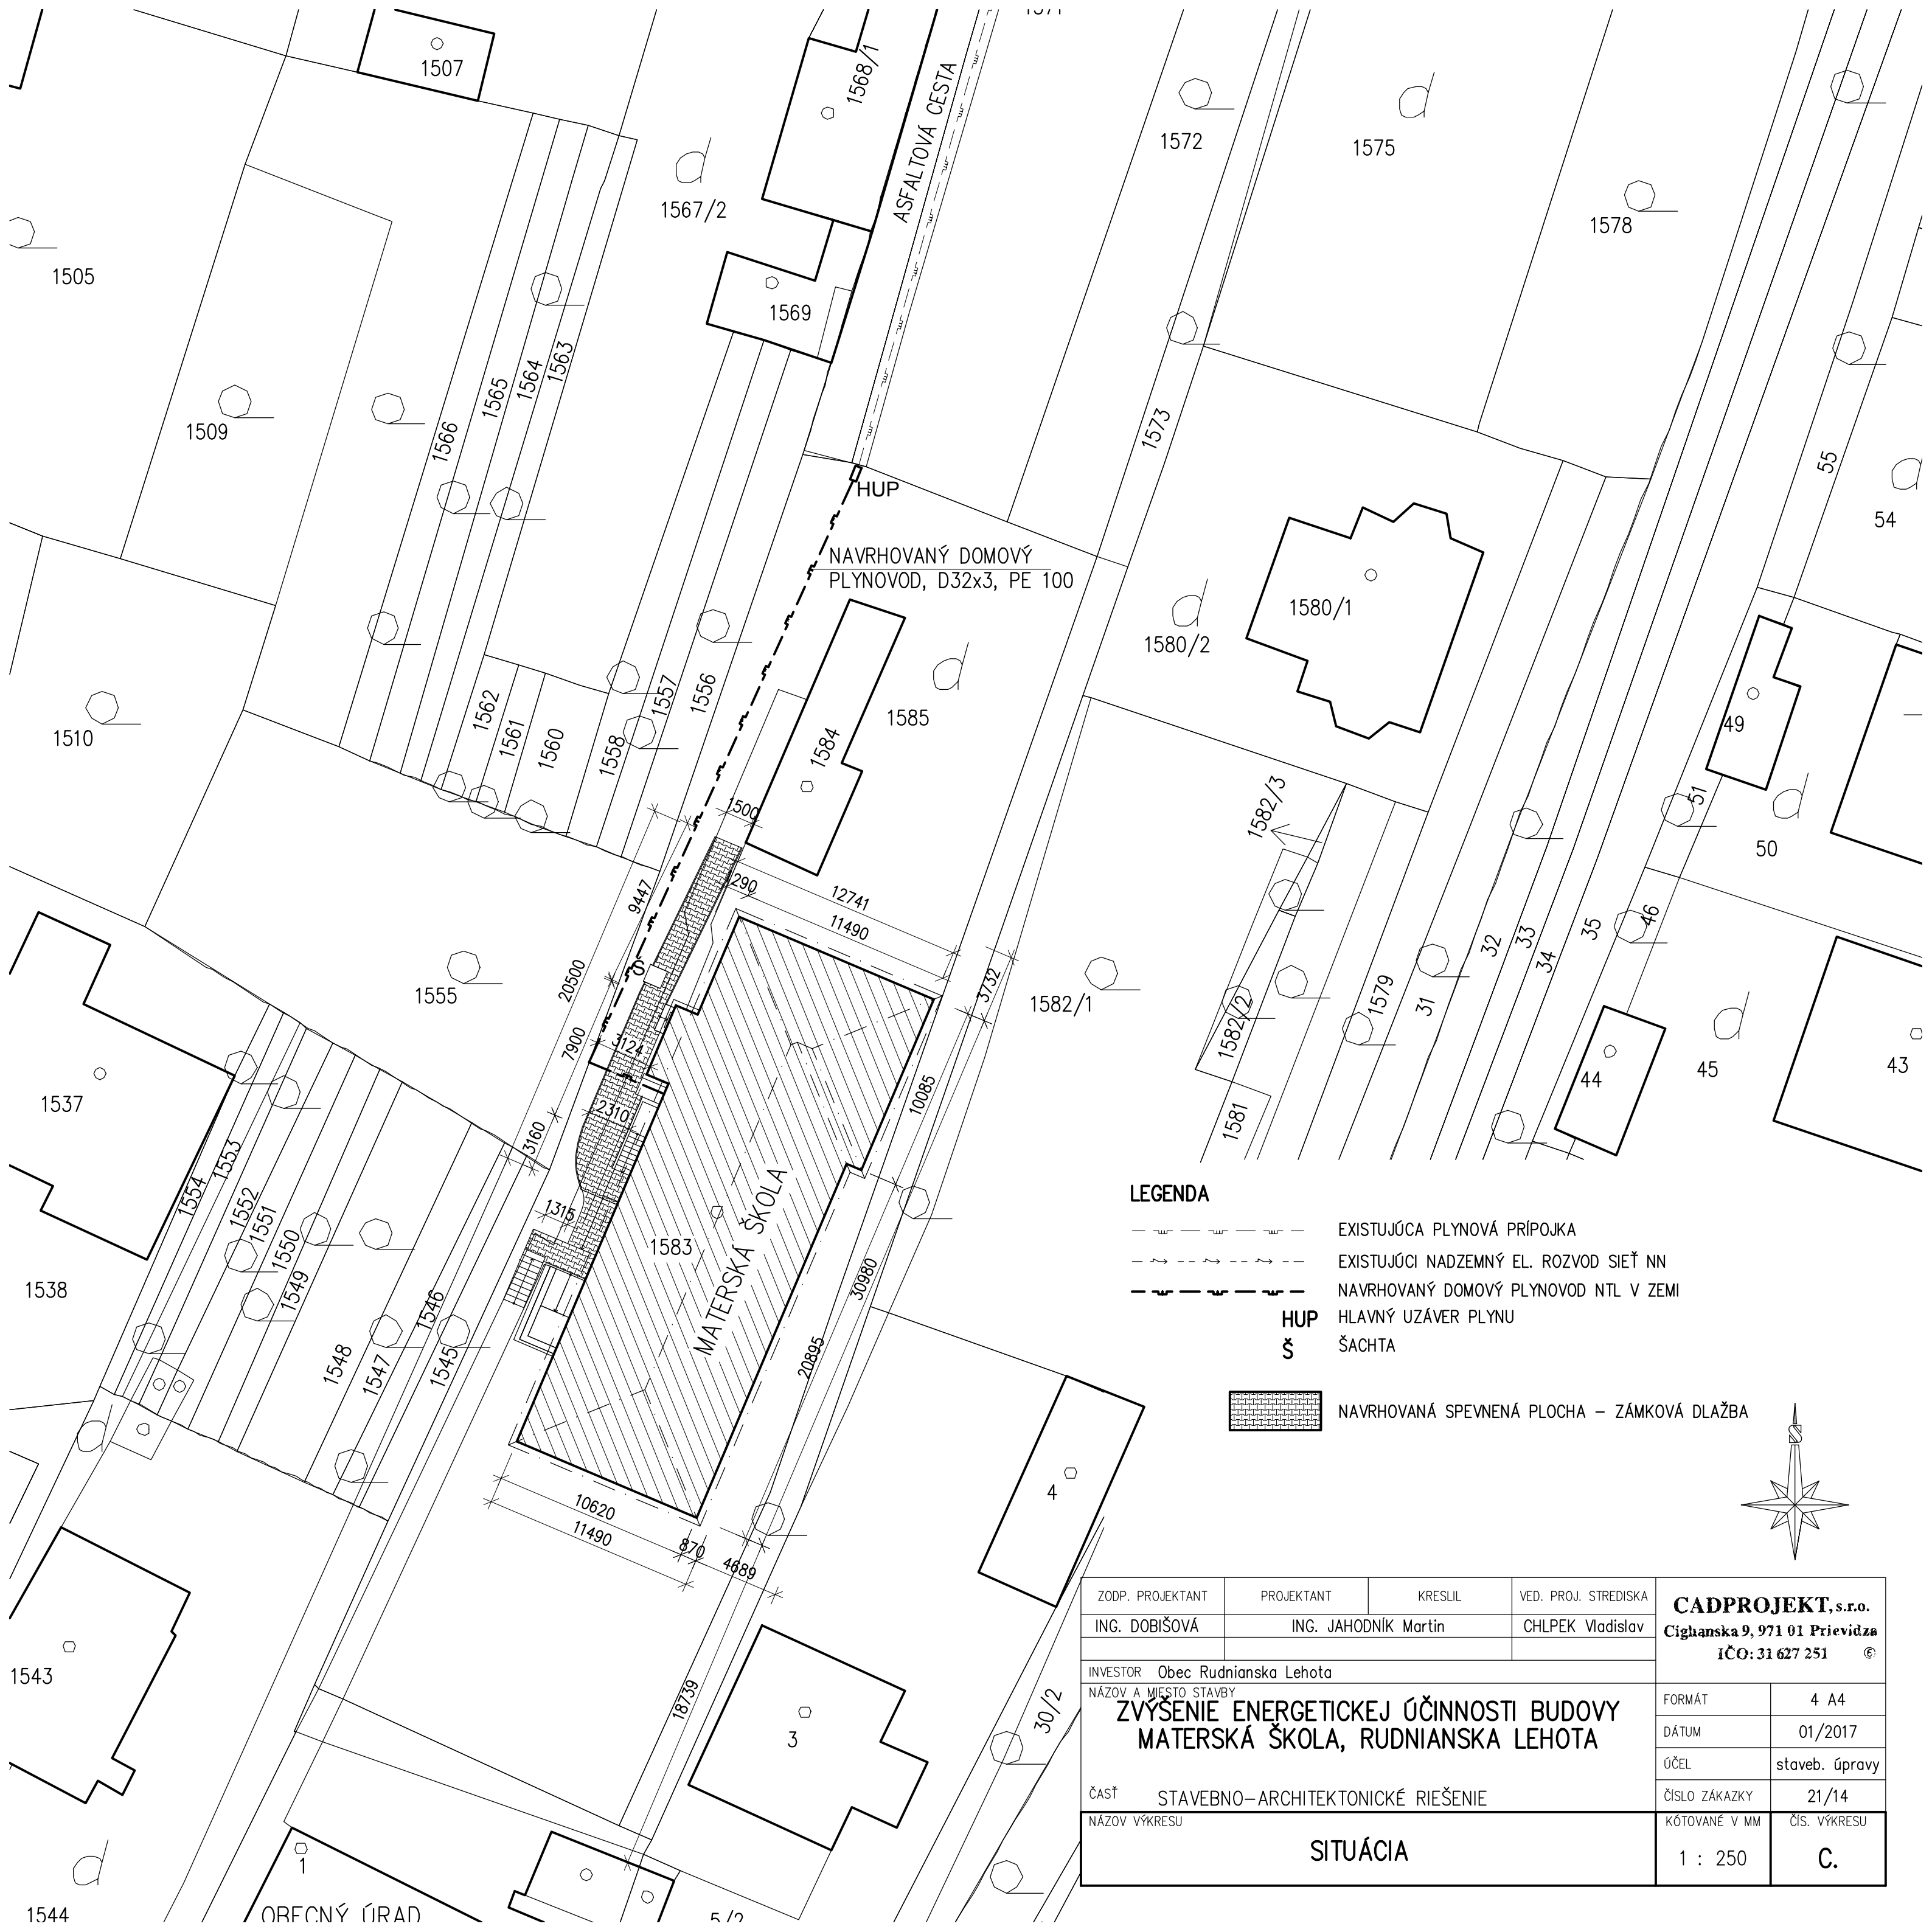 1507
1568/1
ASFALTOVÁ CESTA
1572
1575
1567/2
1578
1505
1569
1563
1564
1565
1566
1509
1573
55
54
HUP
NAVRHOVANÝ DOMOVÝ
PLYNOVOD, D32x3, PE 100
1580/1
1580/2
1510
1562
1561
1560
1558
1557
1556
1584
1585
49
51
50
1582/3
1500
290
12741
11490
9447
46
35
33
32
34
Š
20500
3732
1555
1582/1
1582/2
1579
31
7900
3124
10085
1537
44
45
43
2310
1581
3160
1553
1554
1552
1551
1550
1549
1315
1583
MATERSKÁ ŠKOLA
30980
1538
1546
1548
1547
1545
20895
LEGENDA
EXISTUJÚCA PLYNOVÁ PRÍPOJKA
EXISTUJÚCI NADZEMNÝ EL. ROZVOD SIEŤ NN
NAVRHOVANÝ DOMOVÝ PLYNOVOD NTL V ZEMI
HUP HLAVNÝ UZÁVER PLYNU
Š ŠACHTA
NAVRHOVANÁ SPEVNENÁ PLOCHA – ZÁMKOVÁ DLAŽBA
S
4
10620
11490
870
4689
1543
18739
3
30/2
1
OBECNÝ ÚRAD
1544
5/2
ZODP. PROJEKTANT PROJEKTANT KRESLIL VED. PROJ. STREDISKA
ING. DOBIŠOVÁ ING. JAHODNÍK Martin CHLPEK Vladislav
CADPROJEKT, s.r.o.
Cighanska 9, 971 01 Prievidza
IČO: 31 627 251 ©
INVESTOR Obec Rudnianska Lehota
NÁZOV A MIESTO STAVBY
ZVÝŠENIE ENERGETICKEJ ÚČINNOSTI BUDOVY
MATERSKÁ ŠKOLA, RUDNIANSKA LEHOTA
ČASŤ STAVEBNO–ARCHITEKTONICKÉ RIEŠENIE
FORMÁT 4 A4
DÁTUM 01/2017
ÚČEL staveb. úpravy
ČÍSLO ZÁKAZKY 21/14
NÁZOV VÝKRESU
SITUÁCIA
KÓTOVANÉ V MM ČÍS. VÝKRESU
1 : 250 C.